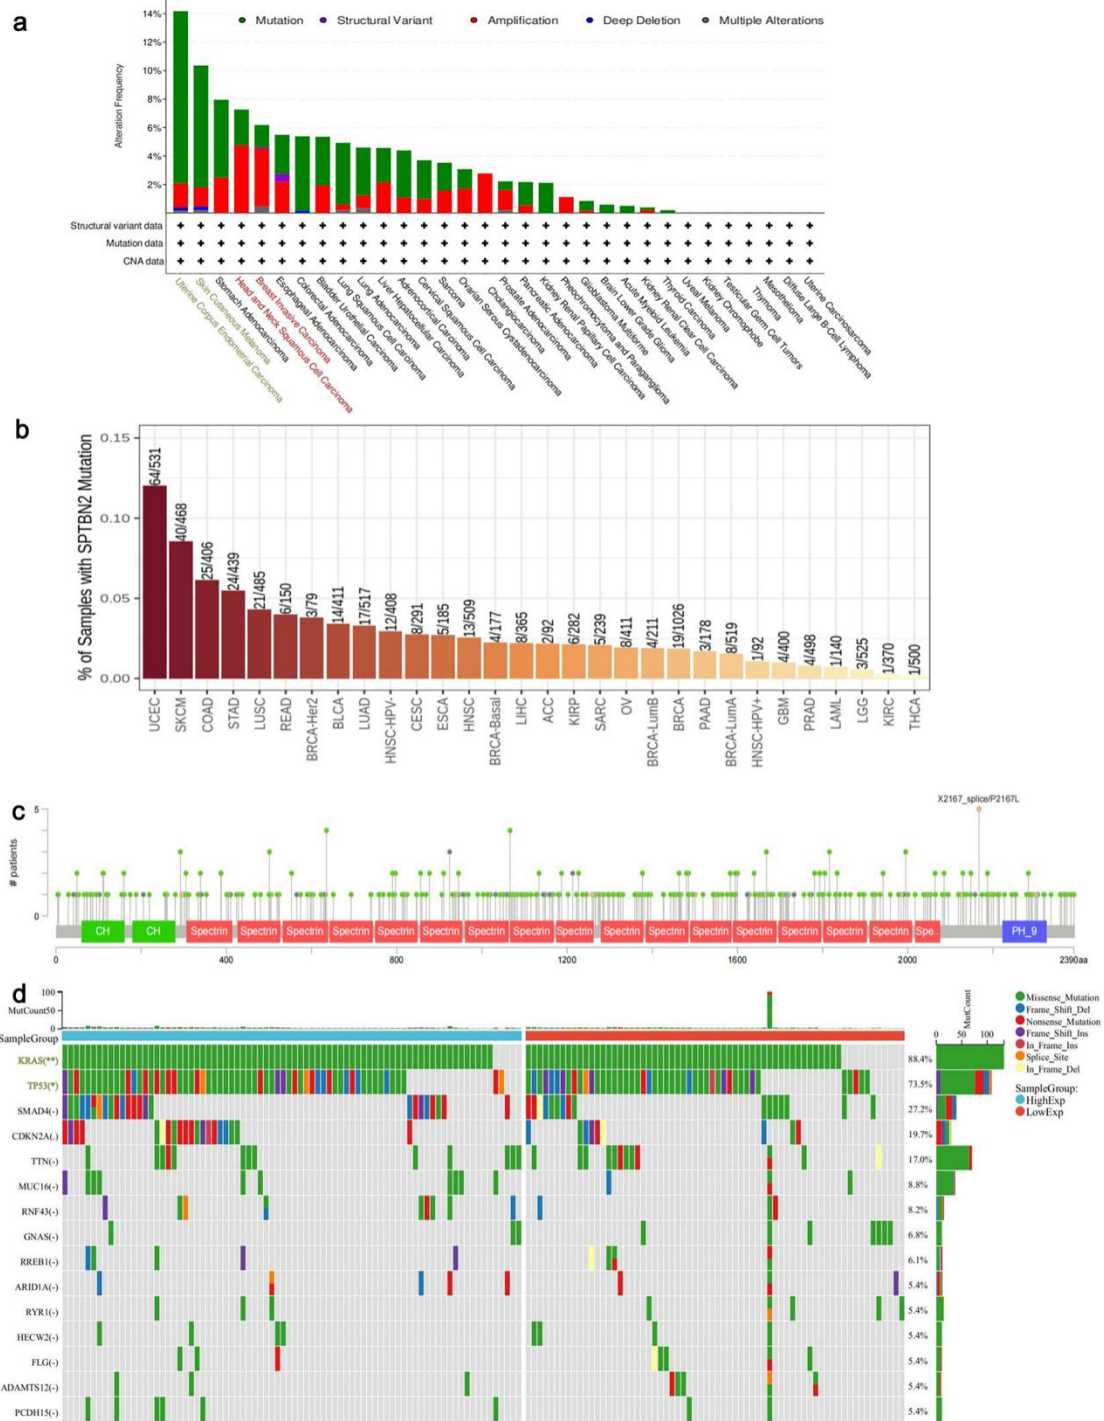 a
Mutation Structural Variant Amplification Deep Deletion Multiple Alterations
Alteration Frequency
14%
12%
10%
8%
6%
4%
2%
Structural variant data
Mutation data
CNA data
Uterine Corpus Endometrial Carcinoma
Skin Cutaneous Melanoma
Stomach Adenocarcinoma
Head and Neck Squamous Cell Carcinoma
Breast Invasive Carcinoma
Esophageal Adenocarcinoma
Colorectal Adenocarcinoma
Bladder Urothelial Carcinoma
Lung Squamous Cell Carcinoma
Lung Adenocarcinoma
Liver Hepatocellular Carcinoma
Adrenocortical Carcinoma
Cervical Squamous Cell Carcinoma
Sarcoma
Ovarian Serous Cystadenocarcinoma
Cholangiocarcinoma
Prostate Adenocarcinoma
Pancreatic Adenocarcinoma
Kidney Renal Papillary Cell Carcinoma
Pheochromocytoma and Paraganglioma
Glioblastoma Multiforme
Brain Lower Grade Glioma
Acute Myeloid Leukemia
Kidney Renal Clear Cell Carcinoma
Thyroid Carcinoma
Uveal Melanoma
Kidney Chromophobe
Testicular Germ Cell Tumors
Thymoma
Mesothelioma
Diffuse Large B-Cell Lymphoma
Uterine Carcinosarcoma
b
% of Samples with SPTBN2 Mutation
0.15
0.10
0.05
0.00
64/531 40/468 25/406 24/439 21/485 6/150 3/79 14/411 17/517 12/408 8/291 5/185 13/509 4/177 8/365 2/92 6/282 5/239 8/411 4/211 19/1026 3/178 8/519 1/92 4/400 4/498 1/140 3/525 1/370 1/500
UCEC SKCM COAD STAD LUSC READ BRCA-Her2 BLCA LUAD HNSC-HPV- CESC ESCA HNSC BRCA-Basal LIHC ACC KIRP SARC OV BRCA-LumB BRCA PAAD BRCA-LumA HNSC-HPV+ GBM PRAD LAML LGG KIRC THCA
c
X2167_splice/P2167L
# patients
5
0
CH CH Spectrin Spectrin Spectrin Spectrin Spectrin Spectrin Spectrin Spectrin Spectrin Spectrin Spectrin Spectrin Spectrin Spectrin Spectrin Spectrin Spe.. PH_9
0 400 800 1200 1600 2000 2390aa
d
100
MutCount50
0
SampleGroup
MutCount
0 50 100
KRAS(**) 88.4%
TP53(*) 73.5%
SMAD4(-) 27.2%
CDKN2A(.) 19.7%
TTN(-) 17.0%
MUC16(-) 8.8%
RNF43(-) 8.2%
GNAS(-) 6.8%
RREB1(-) 6.1%
ARID1A(-) 5.4%
RYR1(-) 5.4%
HECW2(-) 5.4%
FLG(-) 5.4%
ADAMTS12(-) 5.4%
PCDH15(-) 5.4%
Missense_Mutation
Frame_Shift_Del
Nonsense_Mutation
Frame_Shift_Ins
In_Frame_Ins
Splice_Site
In_Frame_Del
SampleGroup:
HighExp
LowExp